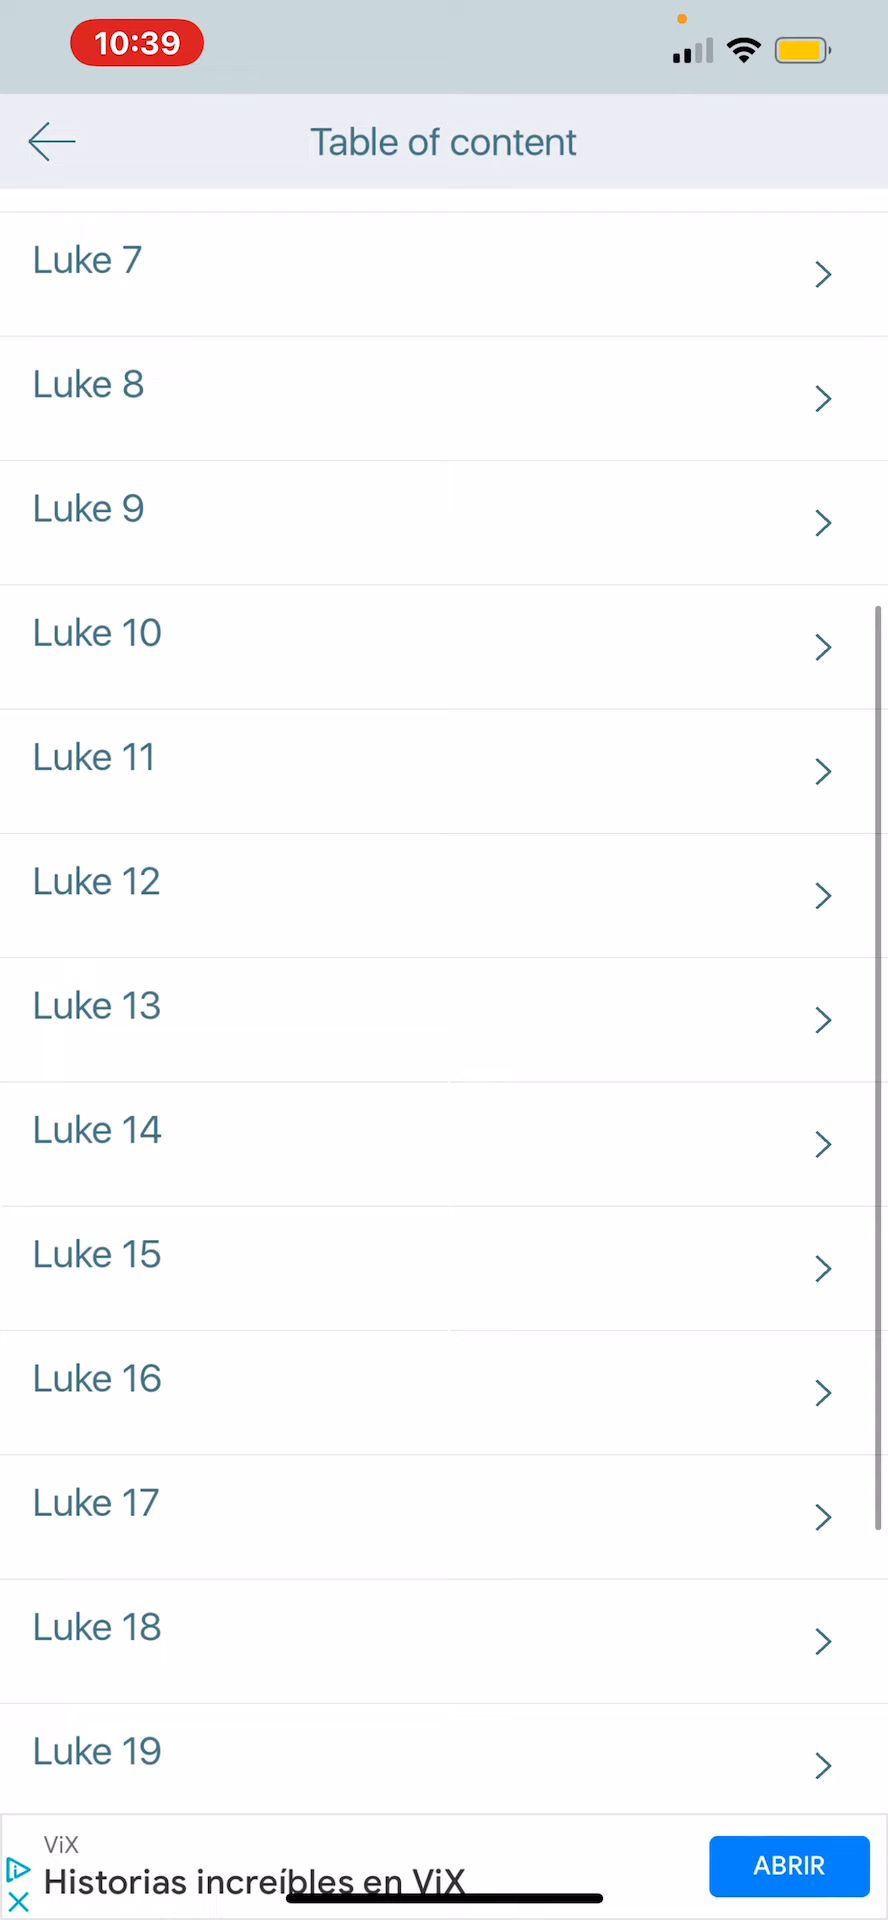 10:39
Table of content
Luke 7
Luke 8
Luke 9
Luke 10
Luke 11
Luke 12
Luke 13
Luke 14
Luke 15
Luke 16
Luke 17
Luke 18
Luke 19
ViX
Historias increíbles en ViX
ABRIR